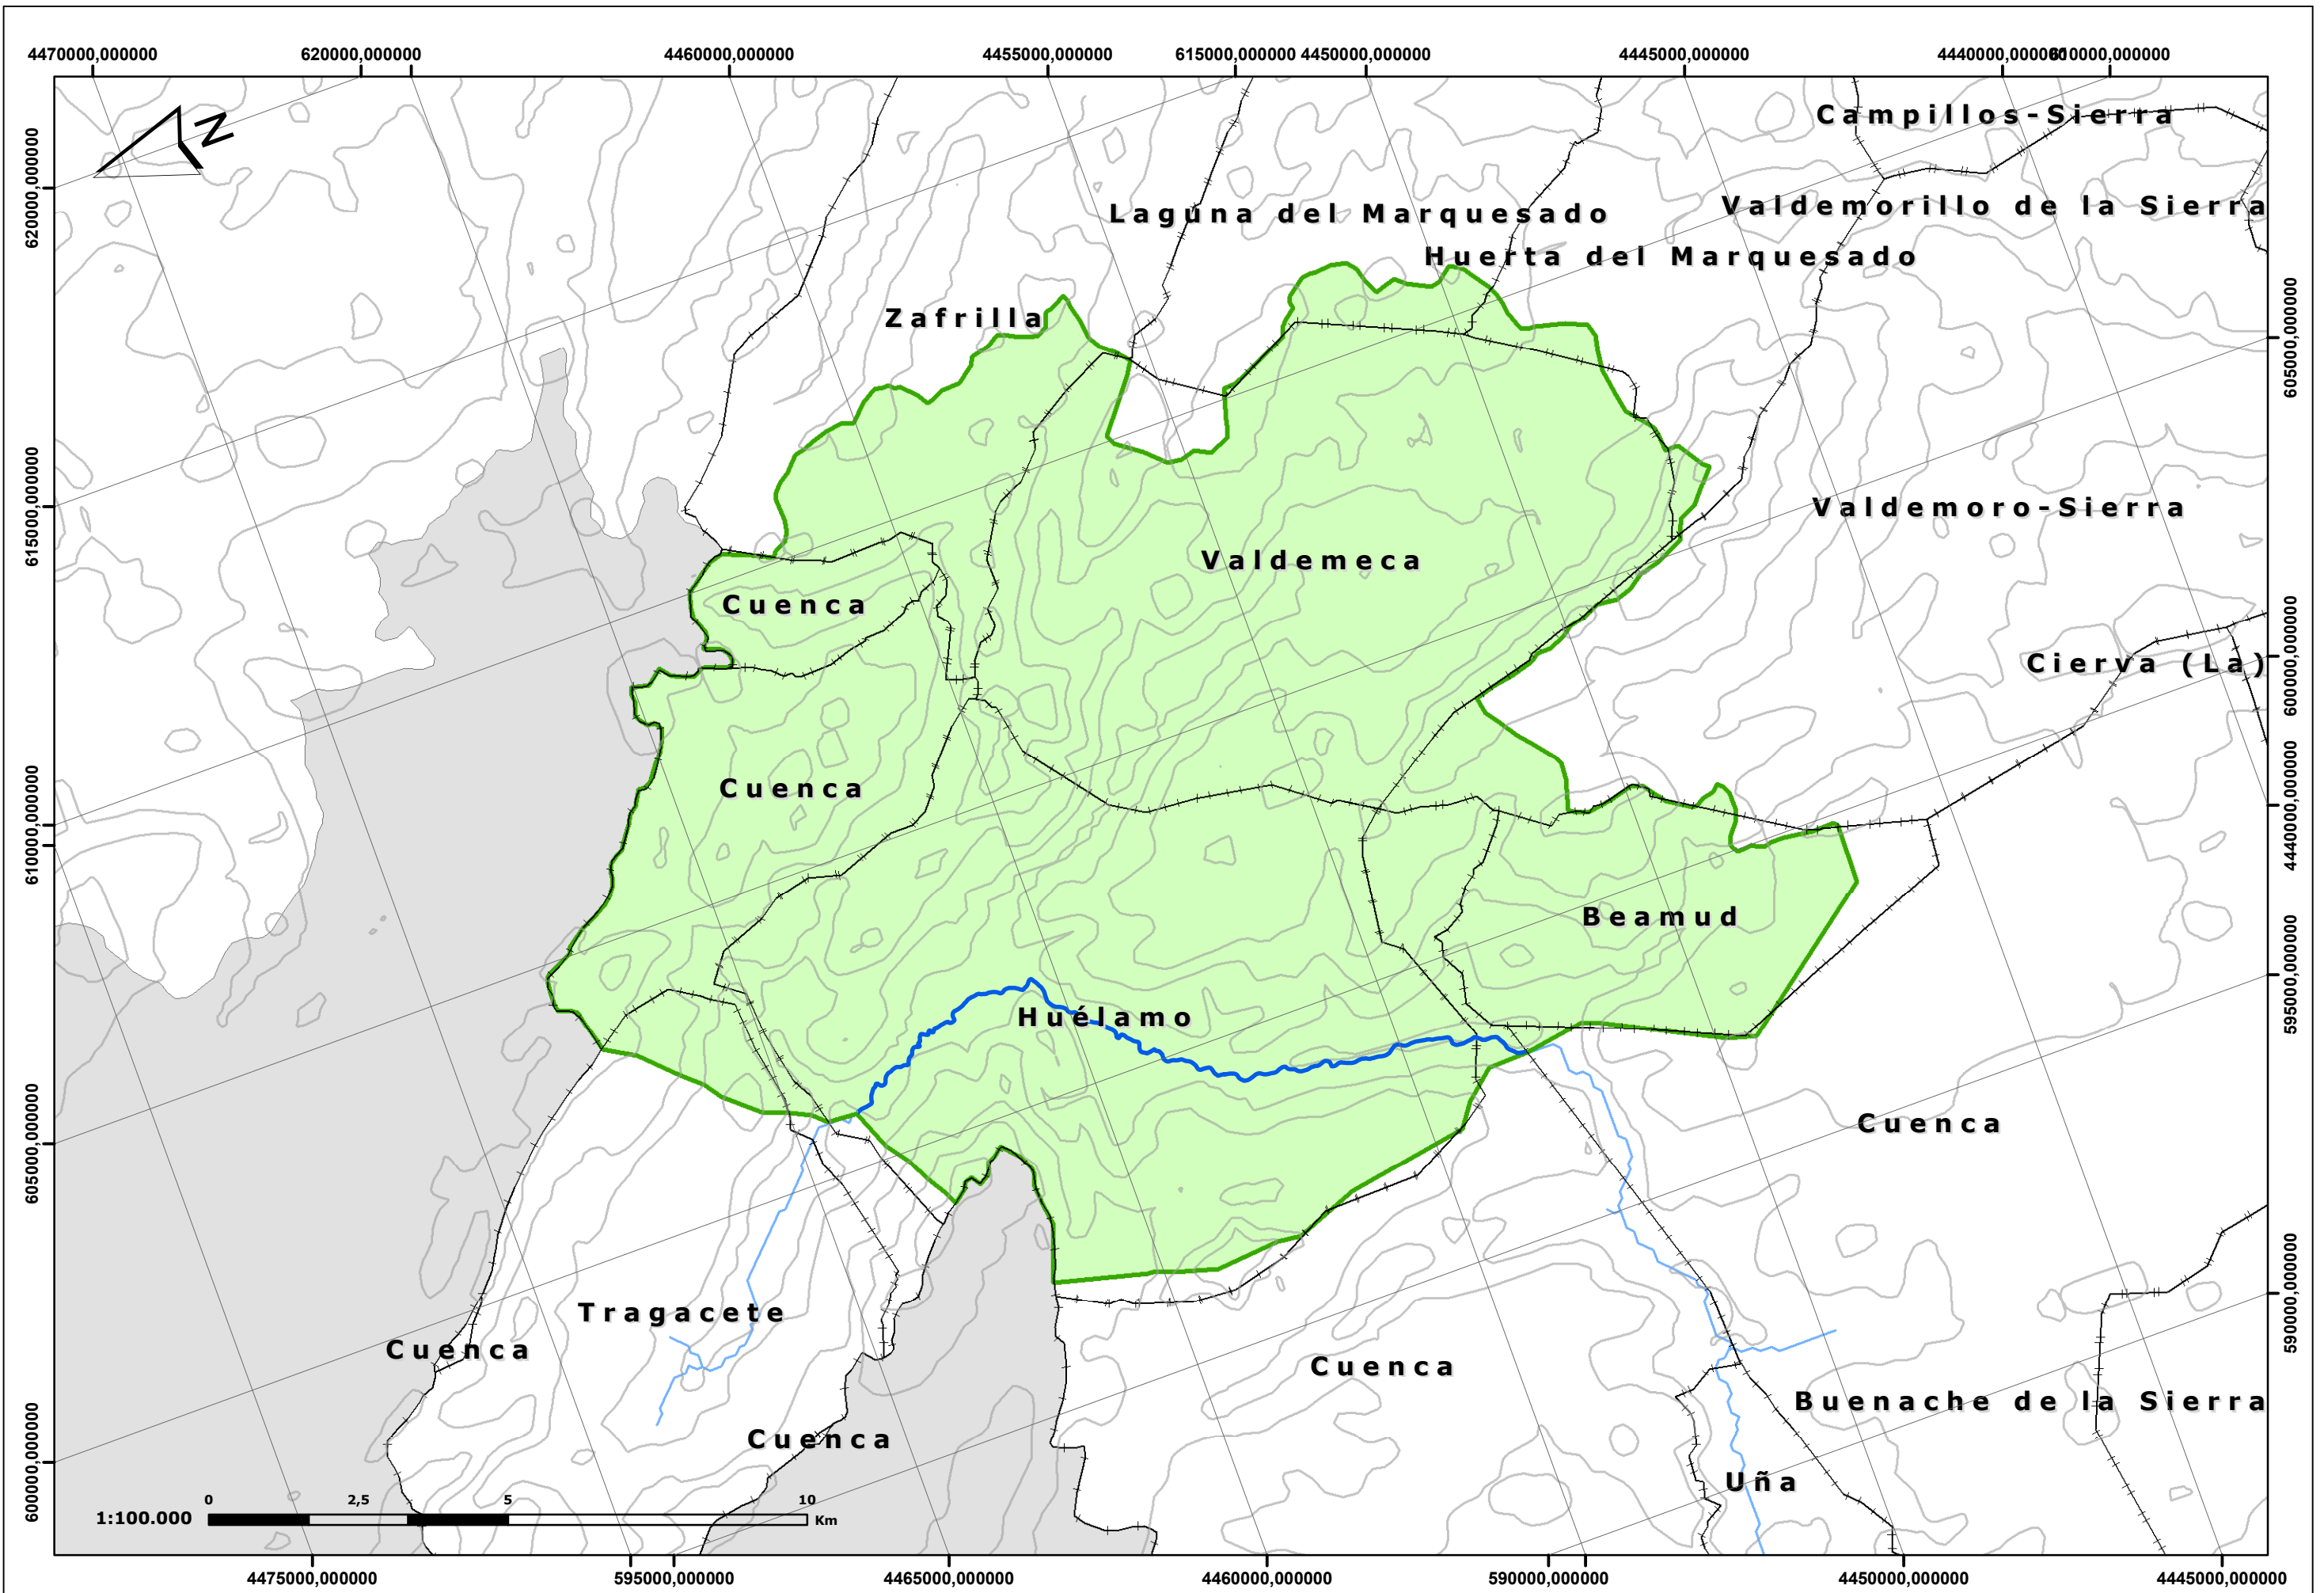 4470000,000000
620000,000000
4460000,000000
4455000,000000
615000,000000
4450000,000000
4445000,000000
4440000,000000
610000,000000
N
Campillos-Sierra
Valdemorillo de la Sierra
Laguna del Marquesado
Huerta del Marquesado
Zafrilla
620000,000000
605000,000000
615000,000000
Valdemoro-Sierra
Valdemeca
Cuenca
Cierva (La)
600000,000000
Cuenca
4440000,000000
610000,000000
Beamud
595000,000000
Huélamo
Cuenca
605000,000000
590000,000000
Tragacete
Cuenca
Cuenca
Buenache de la Sierra
Cuenca
Uña
600000,000000
0 2,5 5 10
1:100.000 Km
4475000,000000
595000,000000
4465000,000000
4460000,000000
590000,000000
4450000,000000
4445000,000000